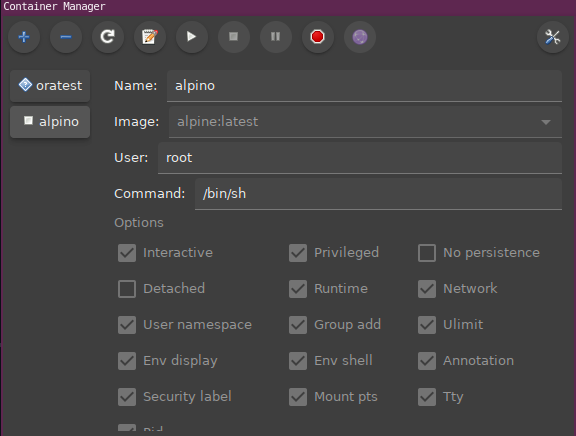 Container Manager
oratest
alpino
Name: alpino
Image: alpine:latest
User: root
Command: /bin/sh
Options
Interactive Privileged No persistence
Detached Runtime Network
User namespace Group add Ulimit
Env display Env shell Annotation
Security label Mount pts Tty